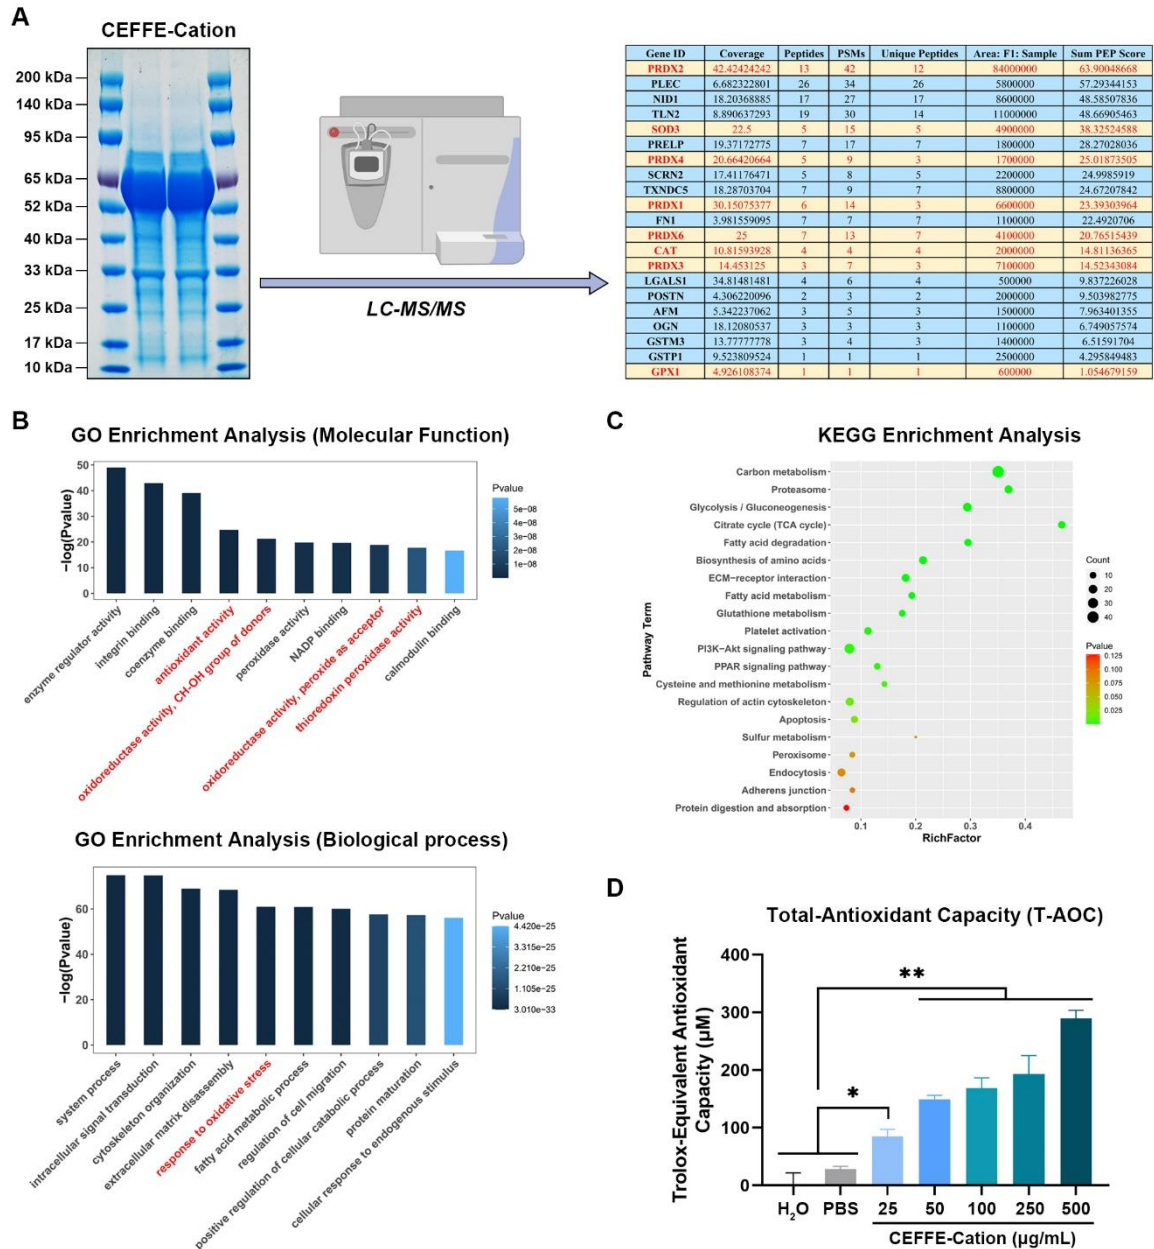 A
CEFFE-Cation
200 kDa
140 kDa
95 kDa
65 kDa
52 kDa
40 kDa
33 kDa
25 kDa
17 kDa
10 kDa
LC-MS/MS
Gene ID Coverage Peptides PSMs Unique Peptides Area: F1: Sample Sum PEP Score
PRDX2 42.42424242 13 42 12 84000000 63.90048668
PLEC 6.682322801 26 34 26 5800000 57.29344153
NID1 18.20368885 17 27 17 8600000 48.58507836
TLN2 8.890637293 19 30 14 11000000 48.66905463
SOD3 22.5 5 15 5 4900000 38.32524588
PRELP 19.37172775 7 17 7 1800000 28.27028036
PRDX4 20.66420664 5 9 3 1700000 25.01873505
SCRN2 17.41176471 5 8 5 2200000 24.9985919
TXNDC5 18.28703704 7 9 7 8800000 24.67207842
PRDX1 30.15075377 6 14 3 6600000 23.39303964
FN1 3.981559095 7 7 7 1100000 22.4920706
PRDX6 25 7 13 7 4100000 20.76515439
CAT 10.81593928 4 4 4 2000000 14.81136365
PRDX3 14.453125 3 7 3 7100000 14.52343084
LGALS1 34.81481481 4 6 4 500000 9.837226028
POSTN 4.306220096 2 3 2 2000000 9.503982775
AFM 5.342237062 3 5 3 1500000 7.963401355
OGN 18.12080537 3 3 3 1100000 6.749057574
GSTM3 13.77777778 3 4 3 1400000 6.51591704
GSTP1 9.523809524 1 1 1 2500000 4.295849483
GPX1 4.926108374 1 1 1 600000 1.054679159
B
GO Enrichment Analysis (Molecular Function)
−log(Pvalue)
50
40
30
20
10
0
enzyme regulator activity
integrin binding
coenzyme binding
antioxidant activity
oxidoreductase activity, CH-OH group of donors
peroxidase activity
NADP binding
oxidoreductase activity, peroxide as acceptor
thioredoxin peroxidase activity
calmodulin binding
Pvalue
5e−08
4e−08
3e−08
2e−08
1e−08
GO Enrichment Analysis (Biological process)
−log(Pvalue)
60
40
20
0
system process
intracellular signal transduction
cytoskeleton organization
extracellular matrix disassembly
response to oxidative stress
fatty acid metabolic process
regulation of cell migration
positive regulation of cellular catabolic process
protein maturation
cellular response to endogenous stimulus
Pvalue
4.420e−25
3.315e−25
2.210e−25
1.105e−25
3.010e−33
C
KEGG Enrichment Analysis
Pathway Term
Carbon metabolism
Proteasome
Glycolysis / Gluconeogenesis
Citrate cycle (TCA cycle)
Fatty acid degradation
Biosynthesis of amino acids
ECM−receptor interaction
Fatty acid metabolism
Glutathione metabolism
Platelet activation
PI3K−Akt signaling pathway
PPAR signaling pathway
Cysteine and methionine metabolism
Regulation of actin cytoskeleton
Apoptosis
Sulfur metabolism
Peroxisome
Endocytosis
Adherens junction
Protein digestion and absorption
0.1 0.2 0.3 0.4
RichFactor
Count
10
20
30
40
Pvalue
0.125
0.075
0.050
0.025
0.000
D
Total-Antioxidant Capacity (T-AOC)
Trolox-Equivalent Antioxidant
Capacity (μM)
400
300
200
100
0
**
*
H2O PBS 25 50 100 250 500
CEFFE-Cation (μg/mL)